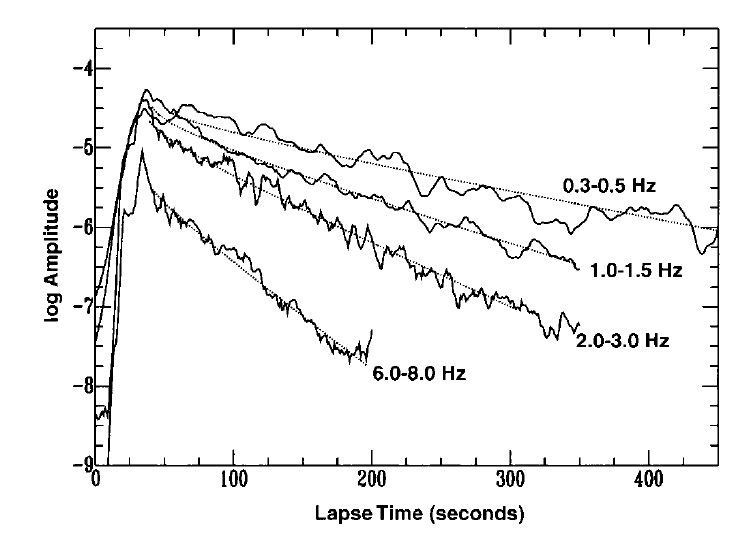 -4
-5
-6
-7
-8
-9
log Amplitude
0.3-0.5 Hz
1.0-1.5 Hz
2.0-3.0 Hz
6.0-8.0 Hz
0 100 200 300 400
Lapse Time (seconds)